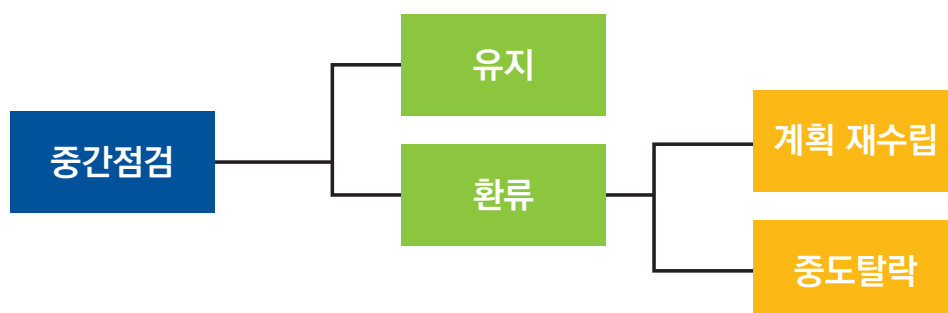 중간점검
유지
환류
계획 재수립
중도탈락